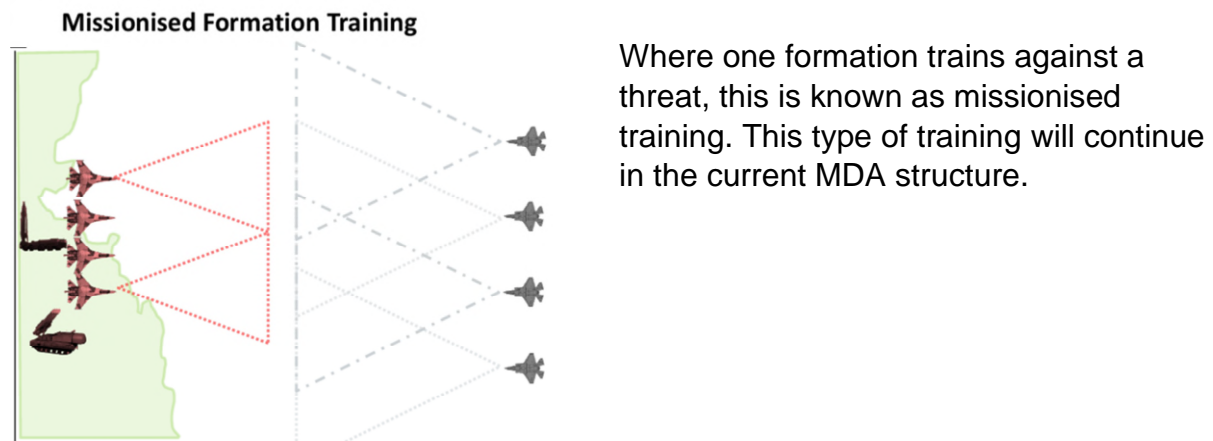 Missionised Formation Training
Where one formation trains against a
threat, this is known as missionised
training. This type of training will continue
in the current MDA structure.